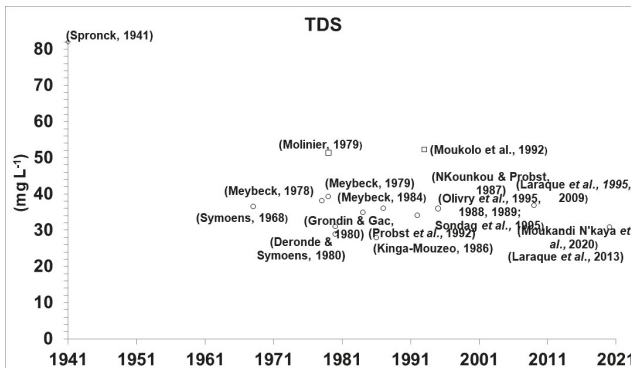 TDS
(Spronck, 1941)
80
70
60
50
40
30
20
10
0
(mg L-1)
(Molinier, 1979)
(Moukolo et al., 1992)
(Meybeck, 1978)
(Meybeck, 1979)
(Meybeck, 1984)
(NKounkou & Probst, 1987)
(Laraque et al., 1995, 2009)
(Symoens, 1968)
(Grondin & Gac, 1980)
(Olivry et al., 1995, 1988, 1989;
Sondag et al., 1995)
(Deronde &
Symoens, 1980)
(Probst et al., 1992)
(Kinga-Mouzeo, 1986)
(Moukandi N'kaya et al., 2020)
(Laraque et al., 2013)
1941
1951
1961
1971
1981
1991
2001
2011
2021